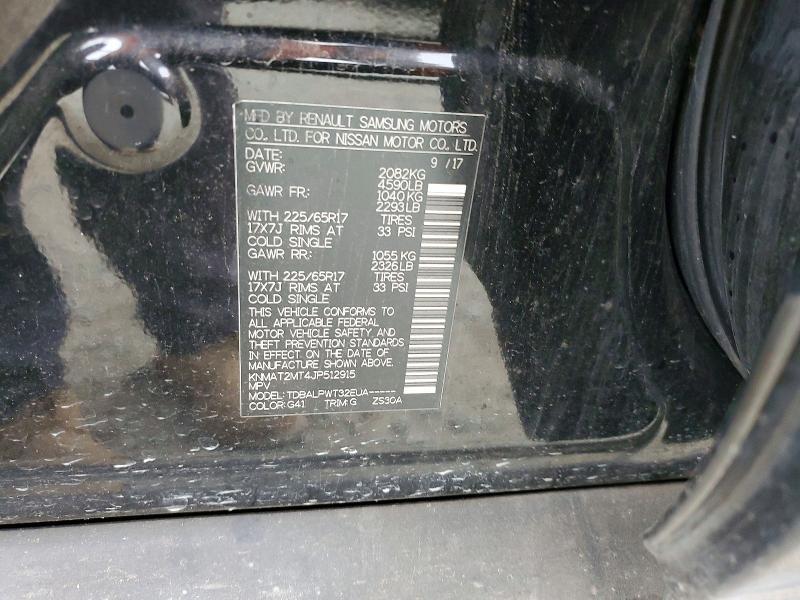 MFD BY RENAULT SAMSUNG MOTORS
CO., LTD. FOR NISSAN MOTOR CO., LTD.
DATE: 9 /17
GVWR: 2082KG
4590LB
GAWR FR: 1040KG
2293LB
WITH 225/65R17 TIRES
17X7J RIMS AT 33 PSI
COLD SINGLE
GAWR RR: 1055KG
2326LB
WITH 225/65R17 TIRES
17X7J RIMS AT 33 PSI
COLD SINGLE
THIS VEHICLE CONFORMS TO
ALL APPLICABLE FEDERAL
MOTOR VEHICLE SAFETY AND
THEFT PREVENTION STANDARDS
IN EFFECT ON THE DATE OF
MANUFACTURE SHOWN ABOVE.
KNMAT2MT4JP512915
MPV
MODEL: TDBALPWT32EUA-----
COLOR: G41 TRIM: G ZS30A